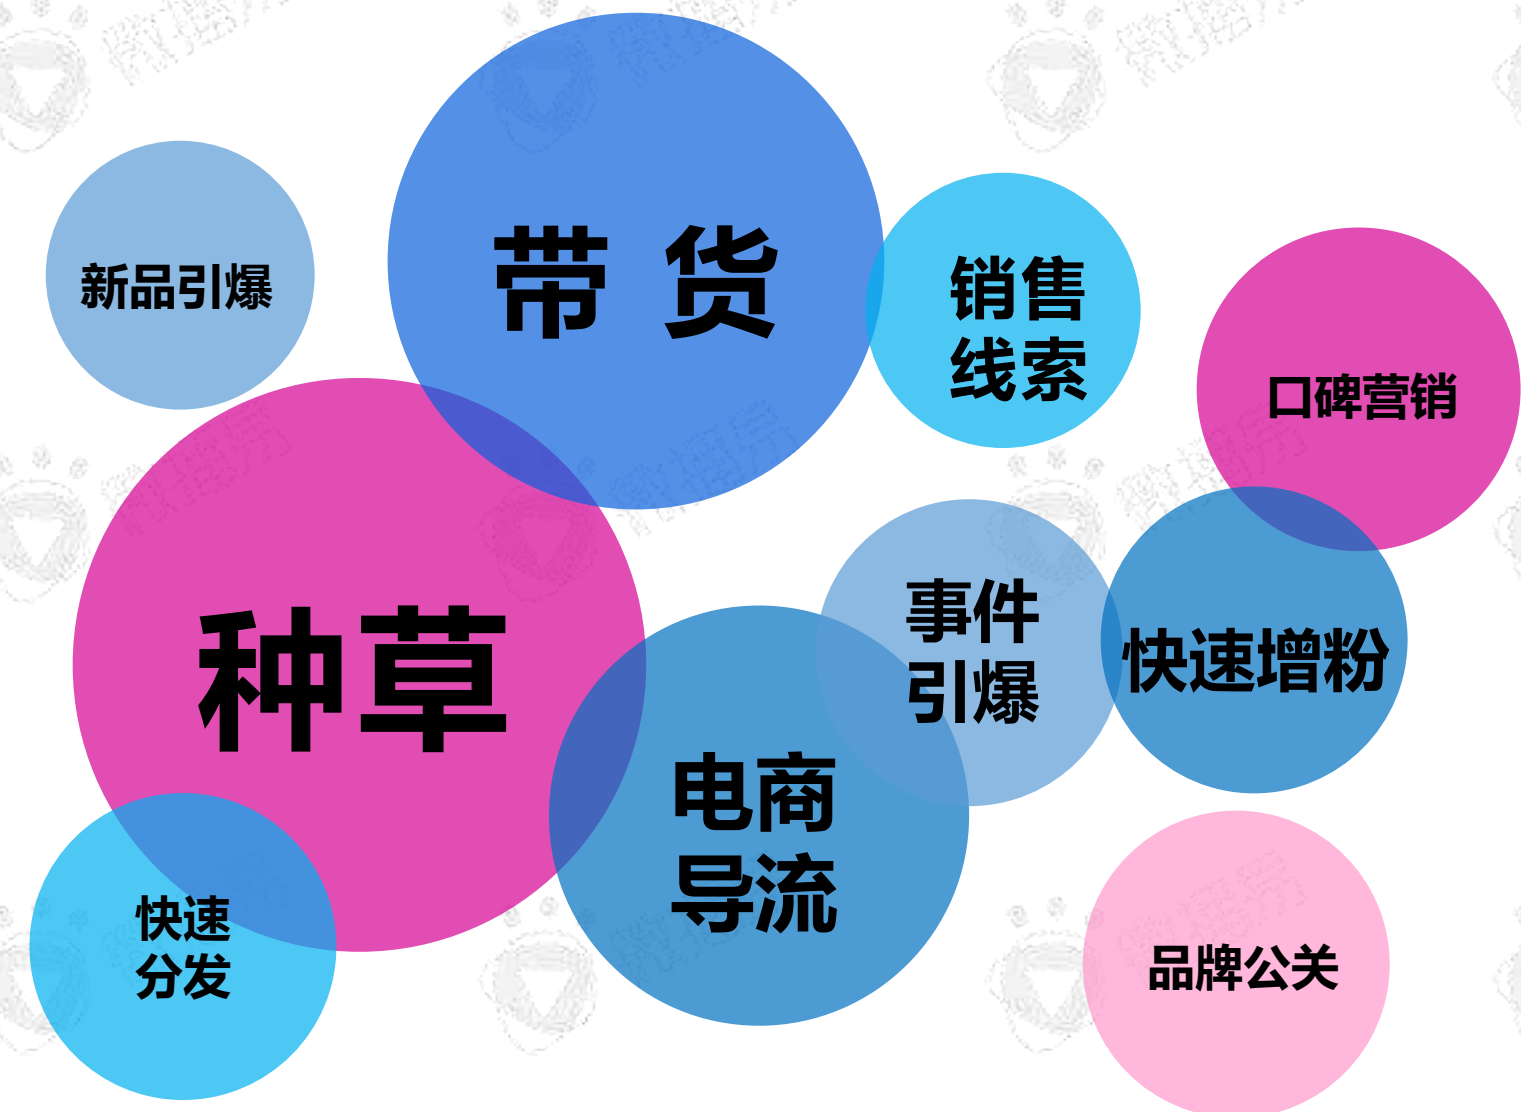 带 货
新品引爆
销售
线索
口碑营销
种草
事件
引爆
快速增粉
电商
导流
快速
分发
品牌公关